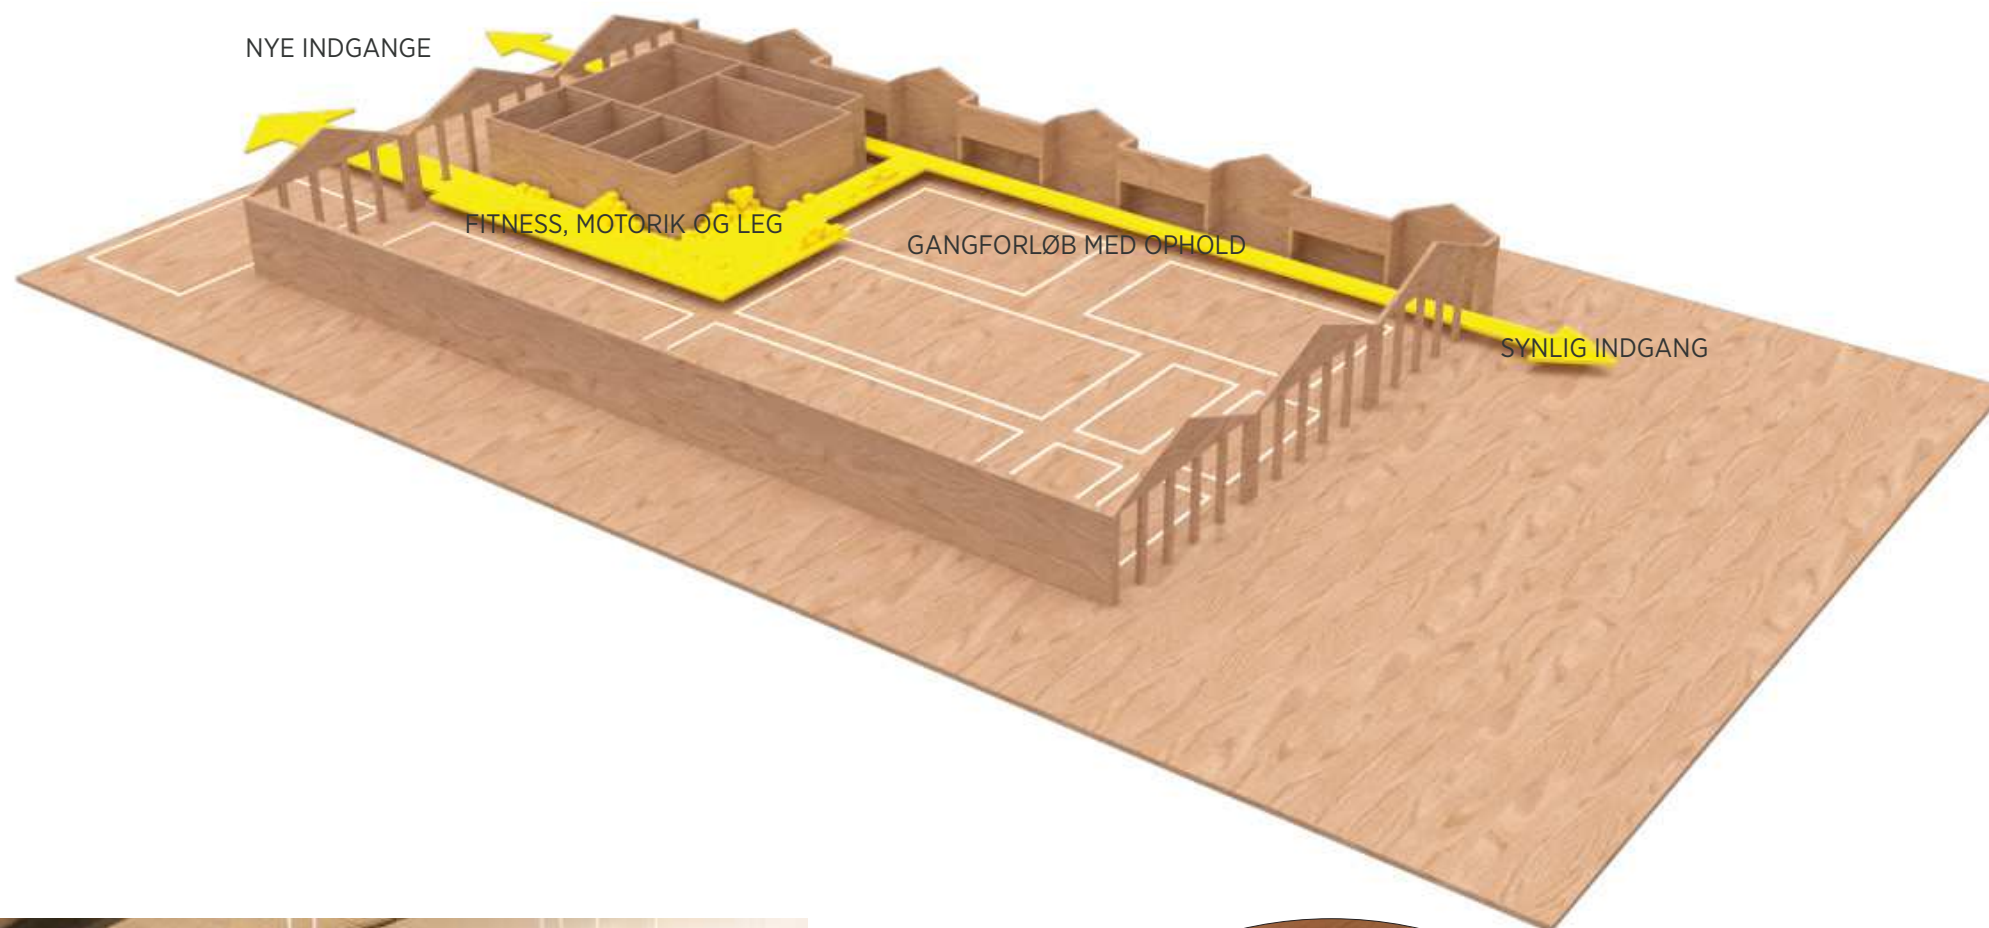 NYE INDGANGE
FITNESS, MOTORIK OG LEG
GANGFORLØB MED OPHOLD
SYNLIG INDGANG